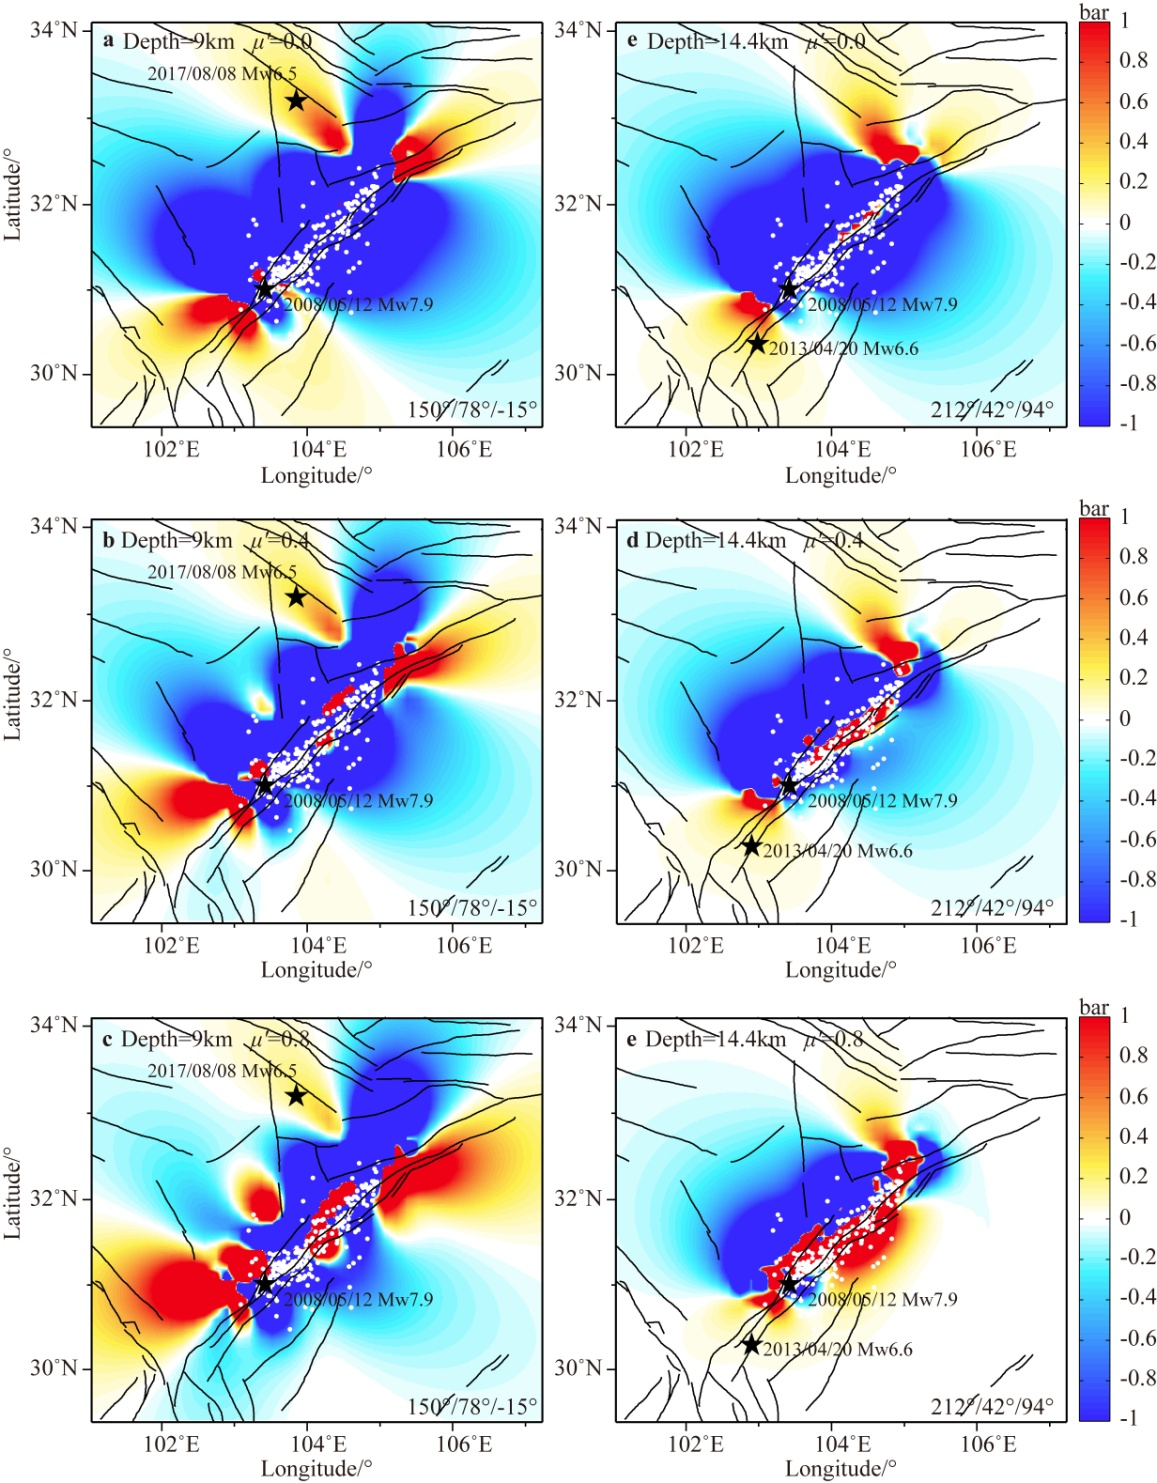 bar
34°N
a Depth=9km μ′=0.0
2017/08/08 Mw6.5
32°N
2008/05/12 Mw7.9
30°N
150°/78°/-15°
102°E 104°E 106°E
Longitude/°
Latitude/°
34°N
e Depth=14.4km μ′=0.0
32°N
2008/05/12 Mw7.9
2013/04/20 Mw6.6
30°N
212°/42°/94°
102°E 104°E 106°E
Longitude/°
1
0.8
0.6
0.4
0.2
0
-0.2
-0.4
-0.6
-0.8
-1
bar
34°N
b Depth=9km μ′=0.4
2017/08/08 Mw6.5
32°N
2008/05/12 Mw7.9
30°N
150°/78°/-15°
102°E 104°E 106°E
Longitude/°
Latitude/°
34°N
d Depth=14.4km μ′=0.4
32°N
2008/05/12 Mw7.9
2013/04/20 Mw6.6
30°N
212°/42°/94°
102°E 104°E 106°E
Longitude/°
1
0.8
0.6
0.4
0.2
0
-0.2
-0.4
-0.6
-0.8
-1
bar
34°N
c Depth=9km μ′=0.8
2017/08/08 Mw6.5
32°N
2008/05/12 Mw7.9
30°N
150°/78°/-15°
102°E 104°E 106°E
Longitude/°
Latitude/°
34°N
e Depth=14.4km μ′=0.8
32°N
2008/05/12 Mw7.9
2013/04/20 Mw6.6
30°N
212°/42°/94°
102°E 104°E 106°E
Longitude/°
1
0.8
0.6
0.4
0.2
0
-0.2
-0.4
-0.6
-0.8
-1